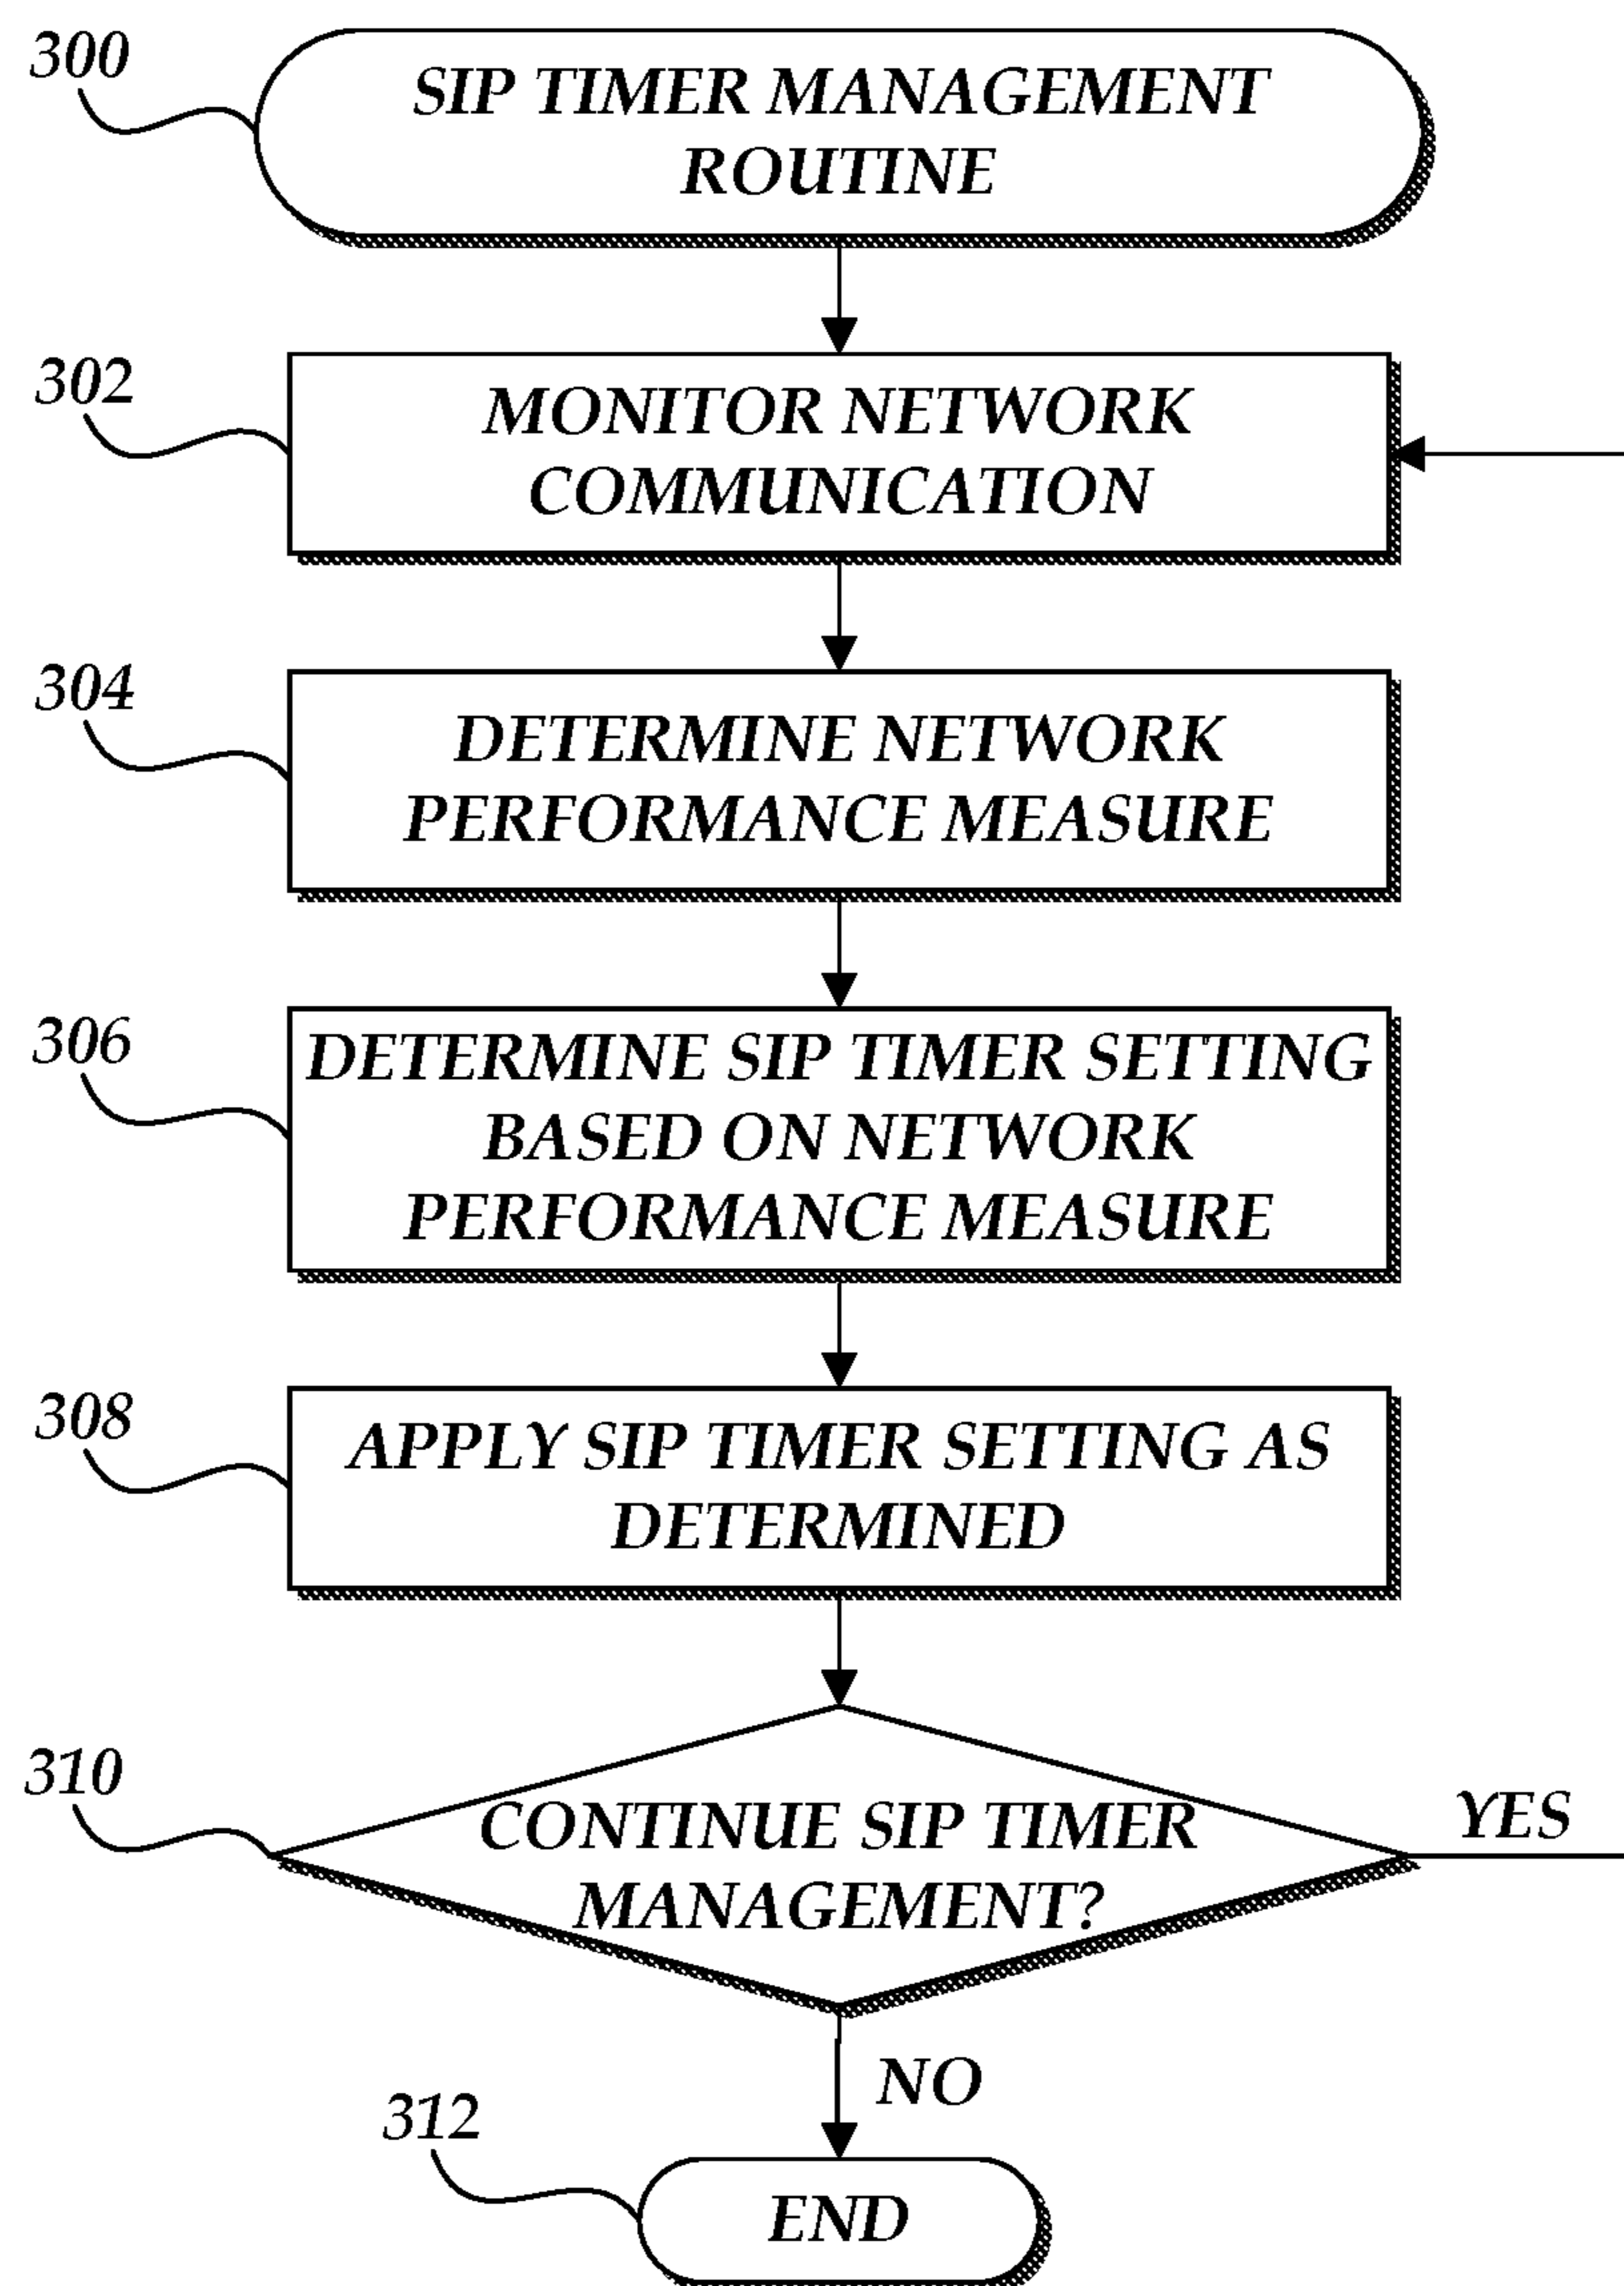 300
SIP TIMER MANAGEMENT
ROUTINE
302
MONITOR NETWORK
COMMUNICATION
304
DETERMINE NETWORK
PERFORMANCE MEASURE
306
DETERMINE SIP TIMER SETTING
BASED ON NETWORK
PERFORMANCE MEASURE
308
APPLY SIP TIMER SETTING AS
DETERMINED
310
CONTINUE SIP TIMER
MANAGEMENT?
YES
NO
312
END